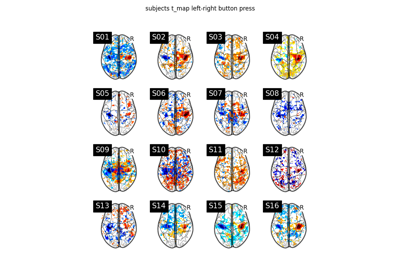 subjects t_map left-right button press
S01 R S02 R S03 R S04 R
S05 R S06 R S07 R S08 R
S09 R S10 R S11 R S12 R
S13 R S14 R S15 R S16 R